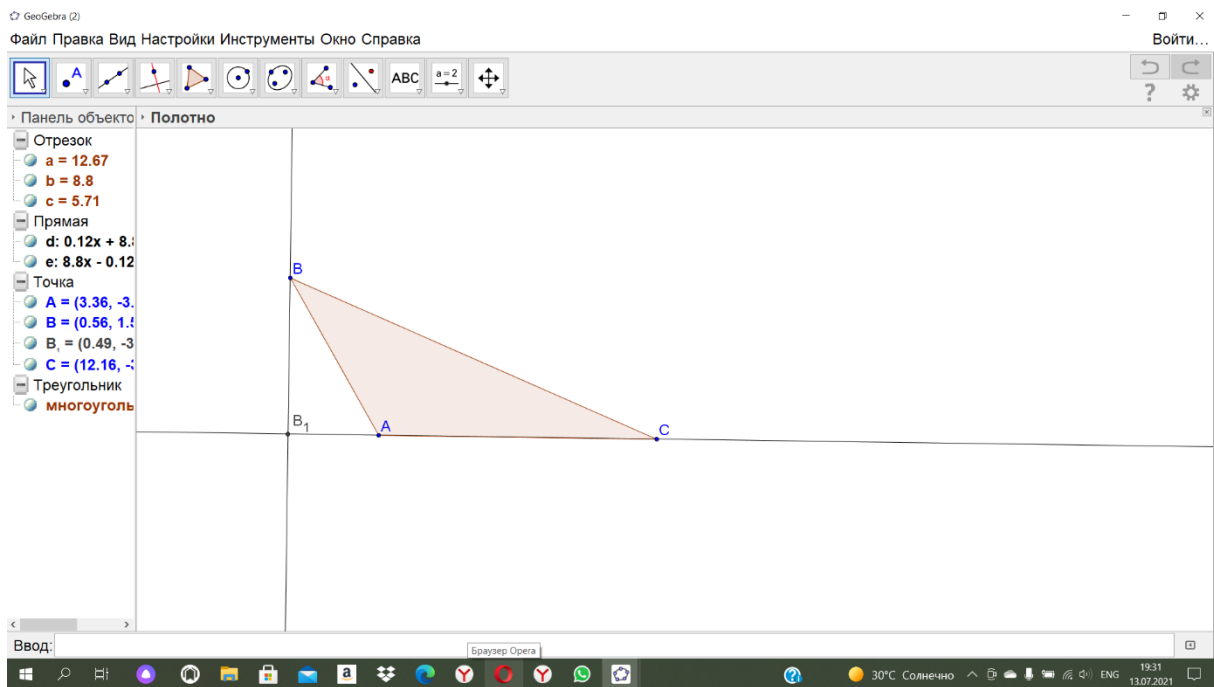 GeoGebra (2)
Файл Правка Вид Настройки Инструменты Окно Справка
Войти...
A
α
ABC
a=2
?
Панель объекто
Полотно
Отрезок
a = 12.67
b = 8.8
c = 5.71
Прямая
d: 0.12x + 8.8
e: 8.8x - 0.12
Точка
A = (3.36, -3.
B = (0.56, 1.5
B₁ = (0.49, -3
C = (12.16, -3
Треугольник
многоуголь
B
B₁
A
C
Ввод:
Браузер Opera
30°C Солнечно
ENG
19:31
13.07.2021